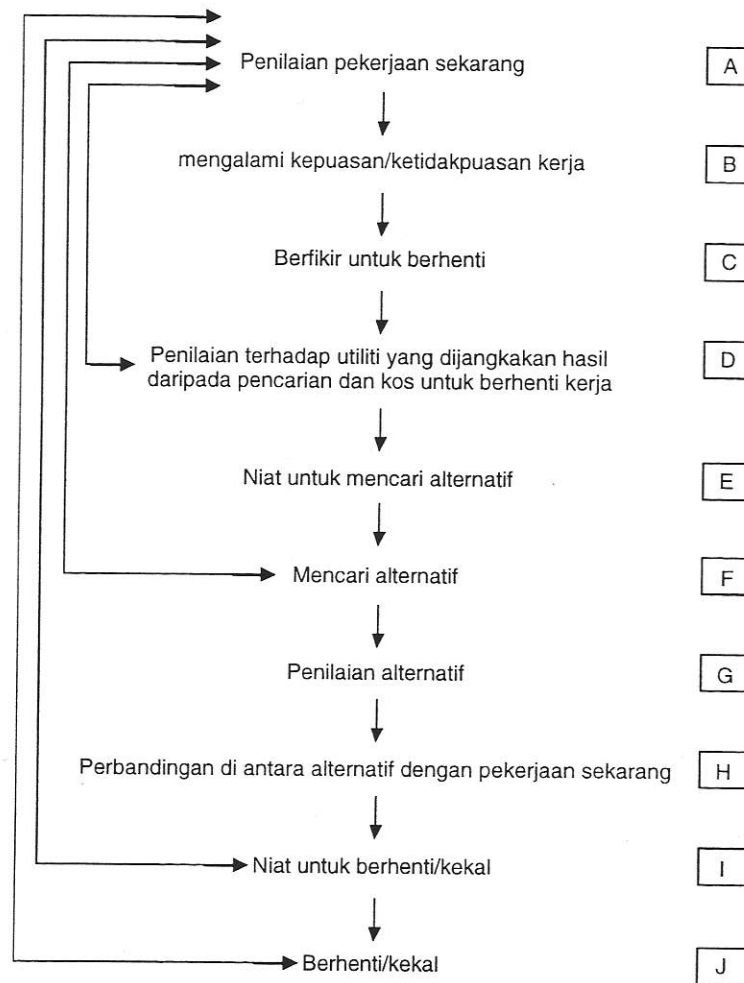 Penilaian pekerjaan sekarang
A
mengalami kepuasan/ketidakpuasan kerja
B
Berfikir untuk berhenti
C
Penilaian terhadap utiliti yang dijangkakan hasil
daripada pencarian dan kos untuk berhenti kerja
D
Niat untuk mencari alternatif
E
Mencari alternatif
F
Penilaian alternatif
G
Perbandingan di antara alternatif dengan pekerjaan sekarang
H
Niat untuk berhenti/kekal
I
Berhenti/kekal
J